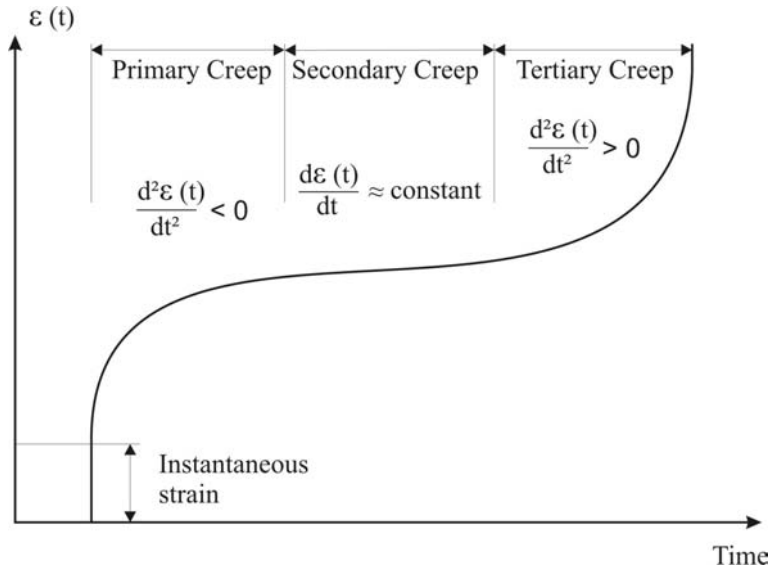 ε (t)
Primary Creep
Secondary Creep
Tertiary Creep
d²ε (t)
dt²
< 0
dε (t)
dt
≈ constant
d²ε (t)
dt²
> 0
Instantaneous
strain
Time